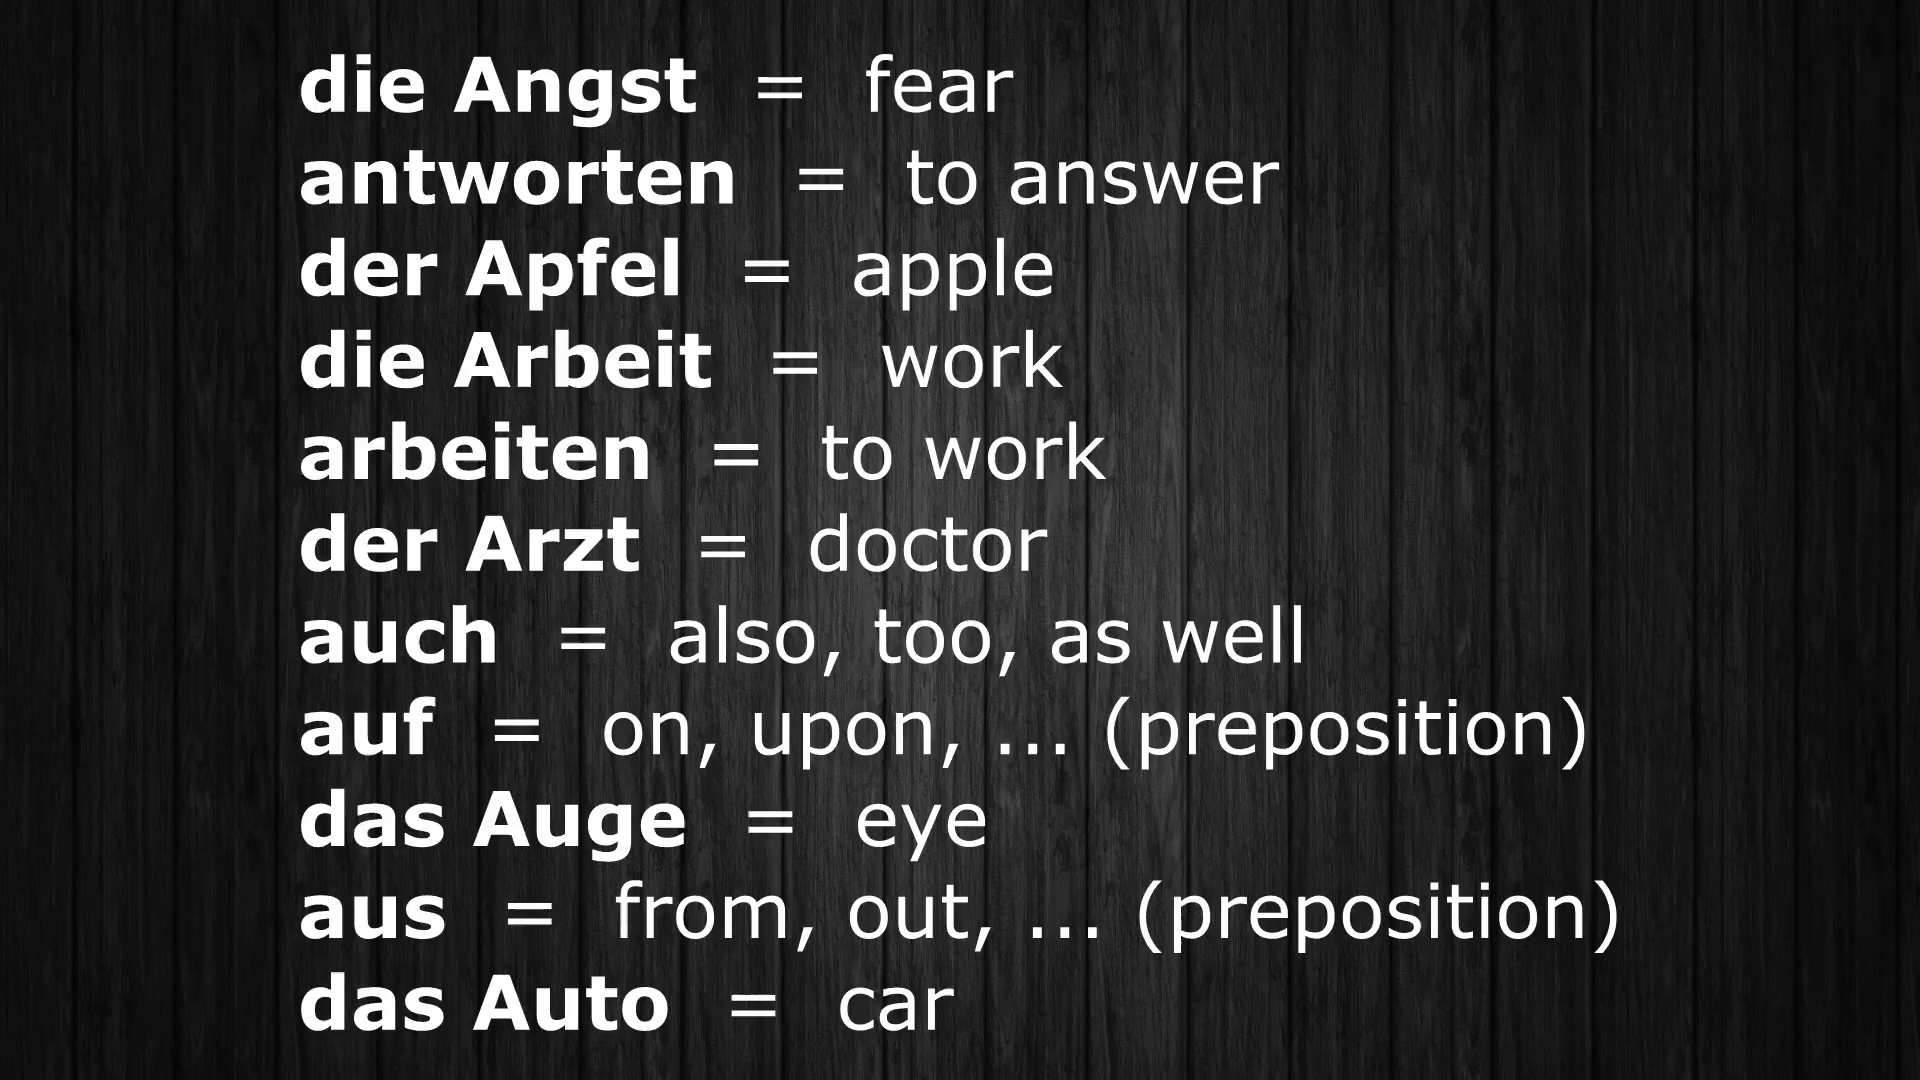 die Angst = fear
antworten = to answer
der Apfel = apple
die Arbeit = work
arbeiten = to work
der Arzt = doctor
auch = also, too, as well
auf = on, upon, ... (preposition)
das Auge = eye
aus = from, out, ... (preposition)
das Auto = car